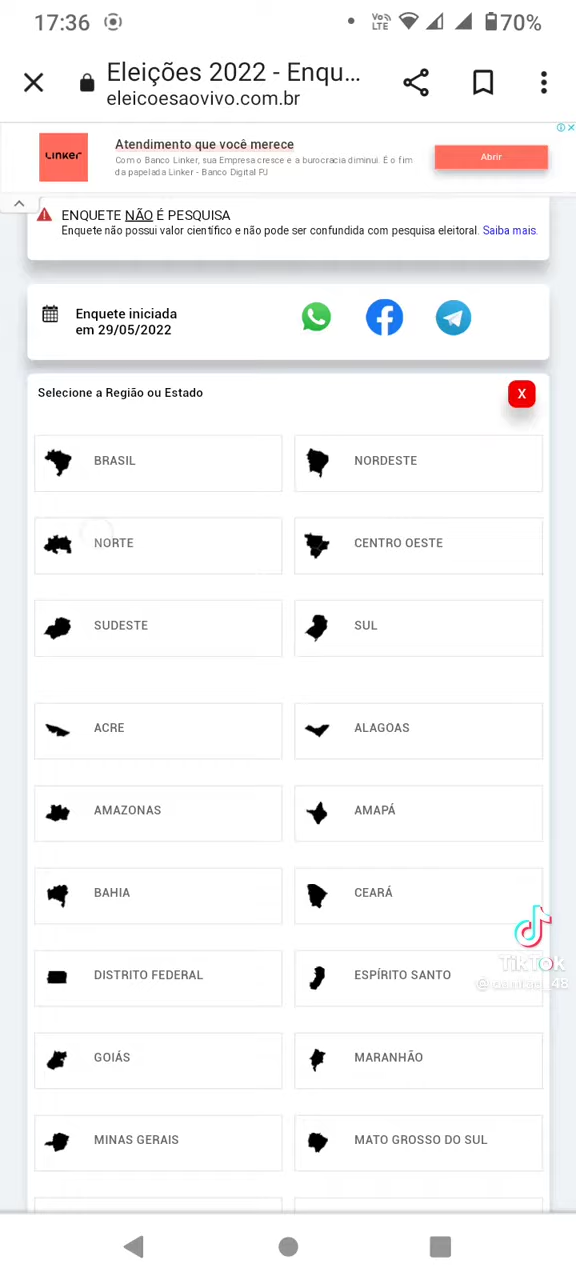 17:36
Vo)) LTE
70%
Eleições 2022 - Enqu...
eleicoesaovivo.com.br
Linker
Atendimento que você merece
Com o Banco Linker, sua Empresa cresce e a burocracia diminui. É o fim
da papelada Linker - Banco Digital PJ
Abrir
ENQUETE NÃO É PESQUISA
Enquete não possui valor científico e não pode ser confundida com pesquisa eleitoral. Saiba mais.
Enquete iniciada
em 29/05/2022
Selecione a Região ou Estado
X
BRASIL
NORDESTE
NORTE
CENTRO OESTE
SUDESTE
SUL
ACRE
ALAGOAS
AMAZONAS
AMAPÁ
BAHIA
CEARÁ
DISTRITO FEDERAL
ESPÍRITO SANTO
TikTok
GOIÁS
MARANHÃO
MINAS GERAIS
MATO GROSSO DO SUL